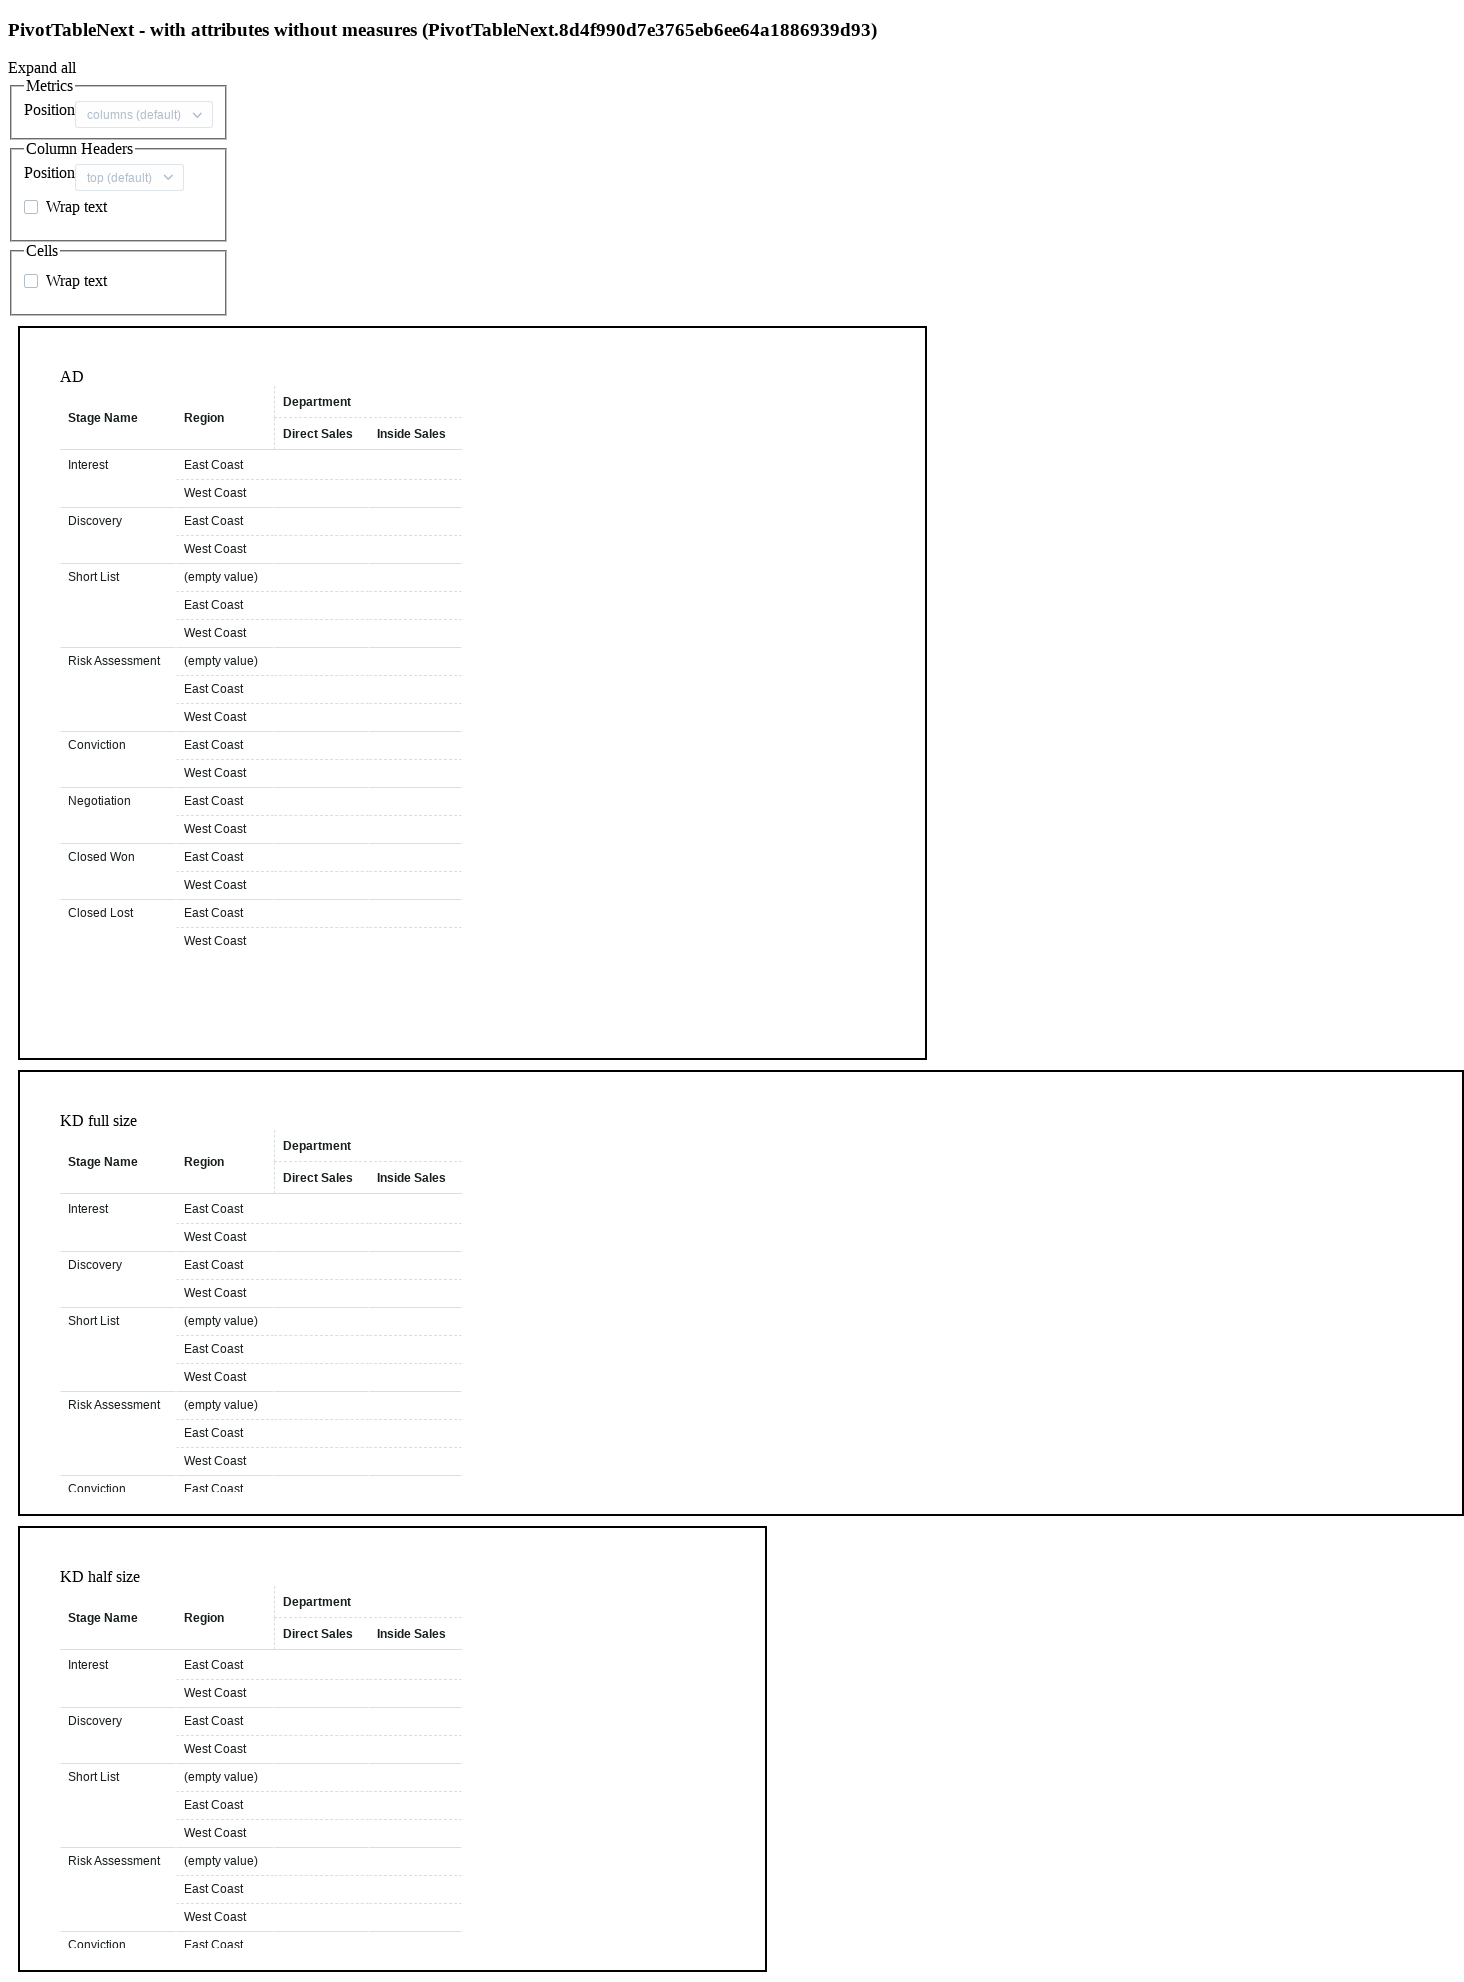 PivotTableNext - with attributes without measures (PivotTableNext.8d4f990d7e3765eb6ee64a1886939d93)
Expand all
Metrics
Position columns (default)
Column Headers
Position top (default)
Wrap text
Cells
Wrap text
AD
Department
Stage Name Region
Direct Sales Inside Sales
Interest East Coast
West Coast
Discovery East Coast
West Coast
Short List (empty value)
East Coast
West Coast
Risk Assessment (empty value)
East Coast
West Coast
Conviction East Coast
West Coast
Negotiation East Coast
West Coast
Closed Won East Coast
West Coast
Closed Lost East Coast
West Coast
KD full size
Department
Stage Name Region
Direct Sales Inside Sales
Interest East Coast
West Coast
Discovery East Coast
West Coast
Short List (empty value)
East Coast
West Coast
Risk Assessment (empty value)
East Coast
West Coast
Conviction East Coast
KD half size
Department
Stage Name Region
Direct Sales Inside Sales
Interest East Coast
West Coast
Discovery East Coast
West Coast
Short List (empty value)
East Coast
West Coast
Risk Assessment (empty value)
East Coast
West Coast
Conviction East Coast